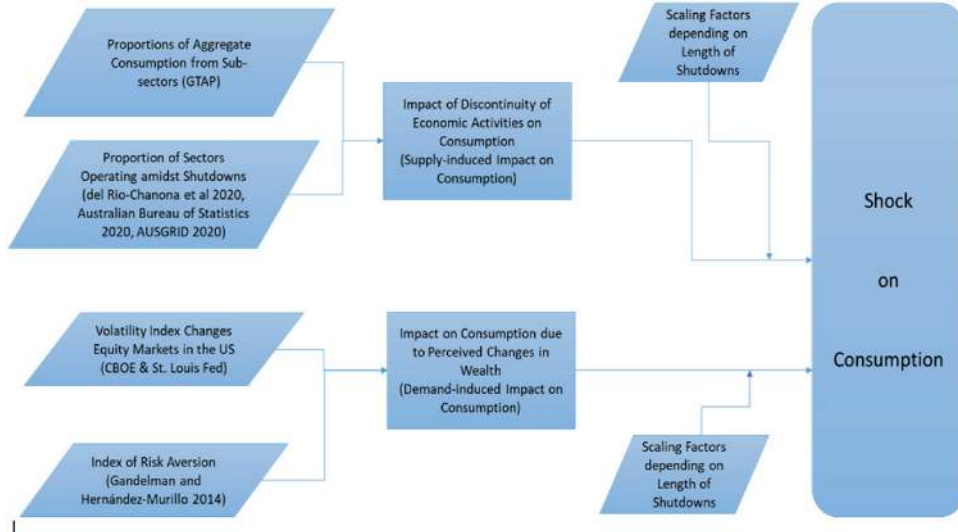 Proportions of Aggregate
Consumption from Sub-
sectors (GTAP)
Scaling Factors
depending on
Length of
Shutdowns
Impact of Discontinuity of
Economic Activities on
Consumption
(Supply-induced Impact on
Consumption)
Proportion of Sectors
Operating amidst Shutdowns
(del Rio-Chanona et al 2020,
Australian Bureau of Statistics
2020, AUSGRID 2020)
Shock
on
Consumption
Volatility Index Changes
Equity Markets in the US
(CBOE & St. Louis Fed)
Impact on Consumption due
to Perceived Changes in
Wealth
(Demand-induced Impact on
Consumption)
Index of Risk Aversion
(Gandelman and
Hernández-Murillo 2014)
Scaling Factors
depending on
Length of
Shutdowns